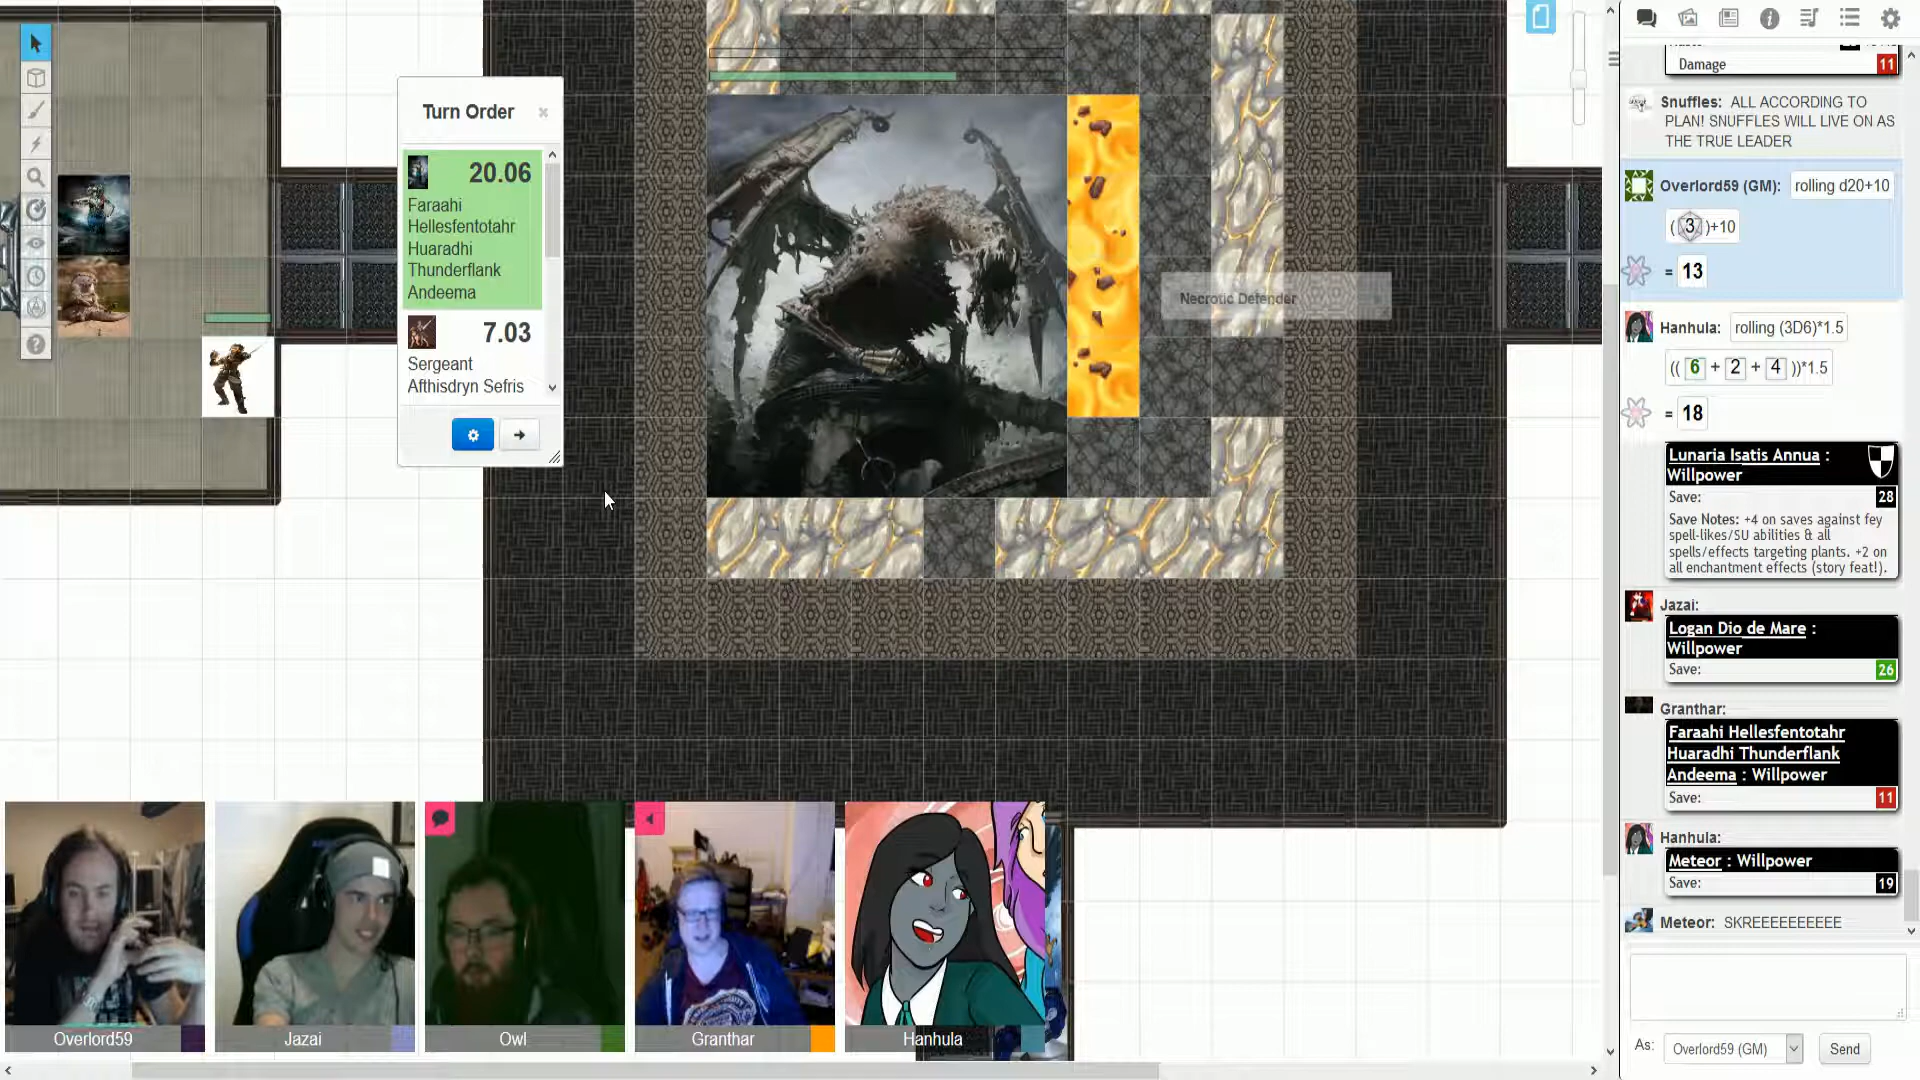 Turn Order ×
20.06
Faraahi
Hellesfentotahr
Huaradhi
Thunderflank
Andeema
7.03
Sergeant
Afthisdryn Sefris
Necrotic Defender
Overlord59
Jazai
Owl
Granthar
Hanhula
Damage 11
Snuffles: ALL ACCORDING TO
PLAN! SNUFFLES WILL LIVE ON AS
THE TRUE LEADER
Overlord59 (GM): rolling d20+10
(3)+10
= 13
Hanhula: rolling (3D6)*1.5
((6+2+4))*1.5
= 18
Lunaria Isatis Annua :
Willpower
Save: 28
Save Notes: +4 on saves against fey
spell-likes/SU abilities & all
spells/effects targeting plants. +2 on
all enchantment effects (story feat!).
Jazai:
Logan Dio de Mare :
Willpower
Save: 26
Granthar:
Faraahi Hellesfentotahr
Huaradhi Thunderflank
Andeema : Willpower
Save: 11
Hanhula:
Meteor : Willpower
Save: 19
Meteor: SKREEEEEEEEEE
As: Overlord59 (GM) Send